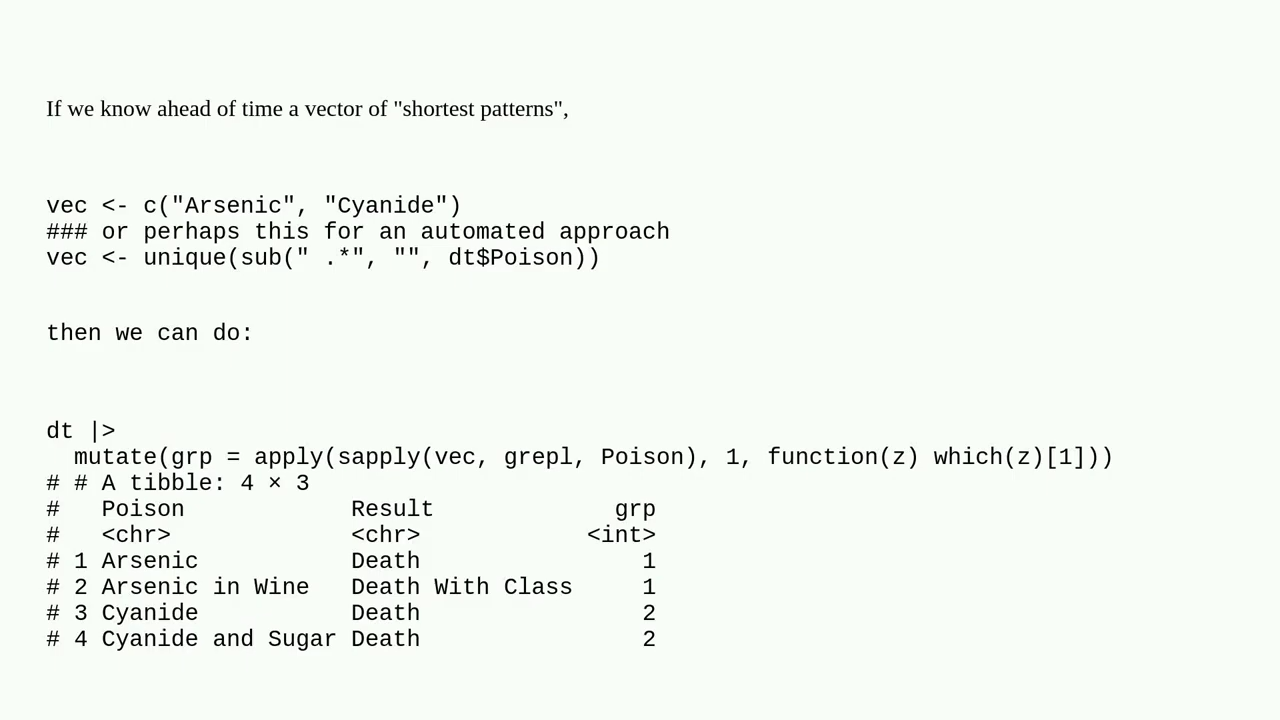 If we know ahead of time a vector of "shortest patterns",
vec <- c("Arsenic", "Cyanide")
### or perhaps this for an automated approach
vec <- unique(sub(" .*", "", dt$Poison))
then we can do:
dt |>
  mutate(grp = apply(sapply(vec, grepl, Poison), 1, function(z) which(z)[1]))
# # A tibble: 4 × 3
#   Poison            Result             grp
#   <chr>             <chr>            <int>
# 1 Arsenic           Death                1
# 2 Arsenic in Wine   Death With Class     1
# 3 Cyanide           Death                2
# 4 Cyanide and Sugar Death                2